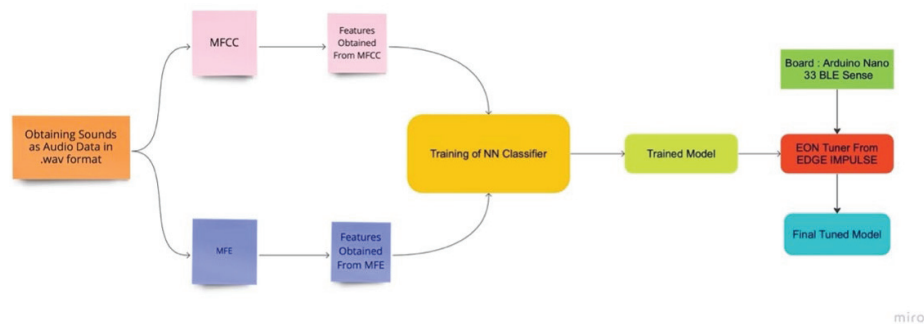 Obtaining Sounds
as Audio Data in
.wav format
MFCC
Features
Obtained
From MFCC
MFE
Features
Obtained
From MFE
Training of NN Classifier
Trained Model
Board : Arduino Nano
33 BLE Sense
EON Tuner From
EDGE IMPULSE
Final Tuned Model
miro